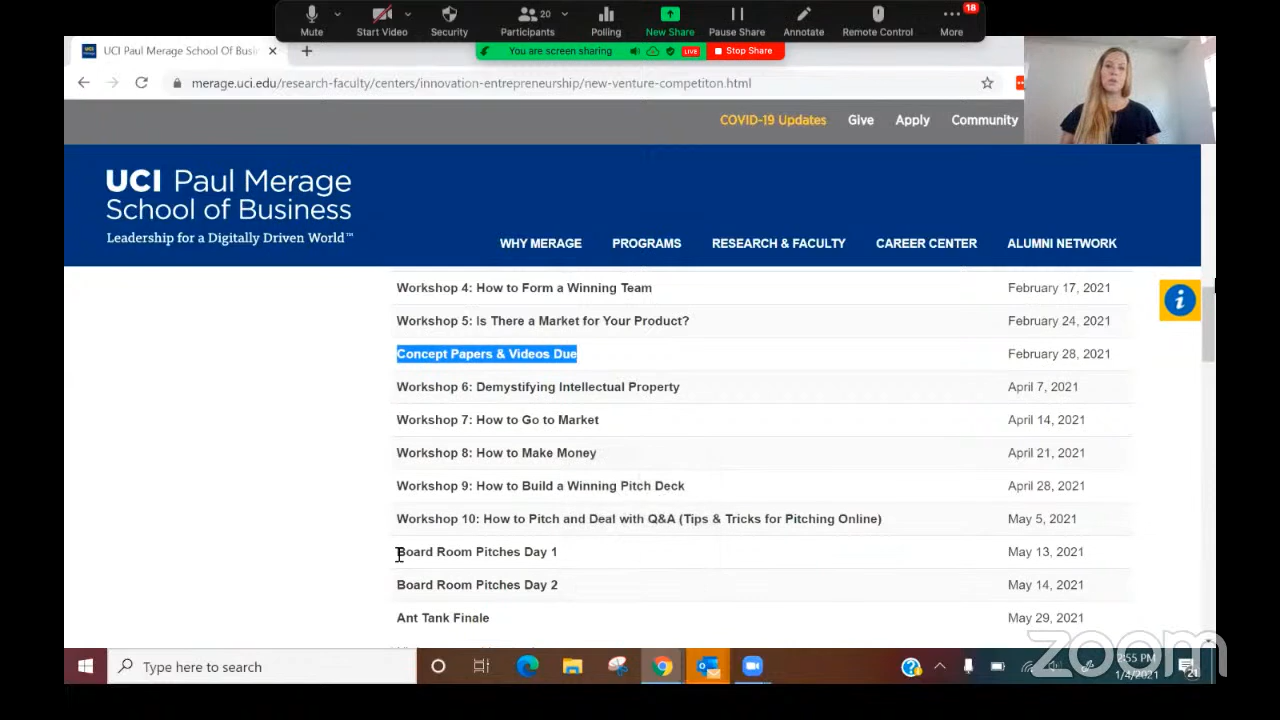 Mute
Start Video
Security
Participants
20
Polling
New Share
Pause Share
Annotate
Remote Control
More
18
UCI Paul Merage School Of Busi
You are screen sharing
LIVE
Stop Share
merage.uci.edu/research-faculty/centers/innovation-entrepreneurship/new-venture-competiton.html
COVID-19 Updates Give Apply Community
UCI Paul Merage
School of Business
Leadership for a Digitally Driven World™
WHY MERAGE PROGRAMS RESEARCH & FACULTY CAREER CENTER ALUMNI NETWORK
Workshop 4: How to Form a Winning Team February 17, 2021
Workshop 5: Is There a Market for Your Product? February 24, 2021
Concept Papers & Videos Due February 28, 2021
Workshop 6: Demystifying Intellectual Property April 7, 2021
Workshop 7: How to Go to Market April 14, 2021
Workshop 8: How to Make Money April 21, 2021
Workshop 9: How to Build a Winning Pitch Deck April 28, 2021
Workshop 10: How to Pitch and Deal with Q&A (Tips & Tricks for Pitching Online) May 5, 2021
Board Room Pitches Day 1 May 13, 2021
Board Room Pitches Day 2 May 14, 2021
Ant Tank Finale May 29, 2021
zoom
Type here to search
2:55 PM
1/4/2021
21